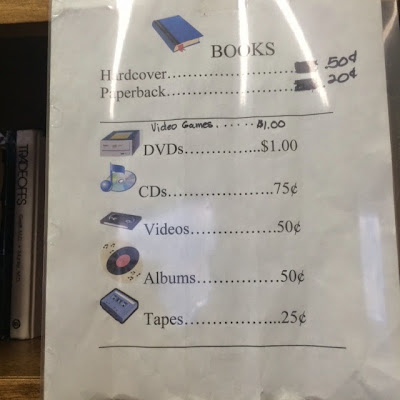 BOOKS
Hardcover.................... .50¢
Paperback.................... .20¢
Video Games....... $1.00
DVDs...............$1.00
CDs....................75¢
Videos................50¢
Albums...............50¢
Tapes..................25¢
TRADEOFFS